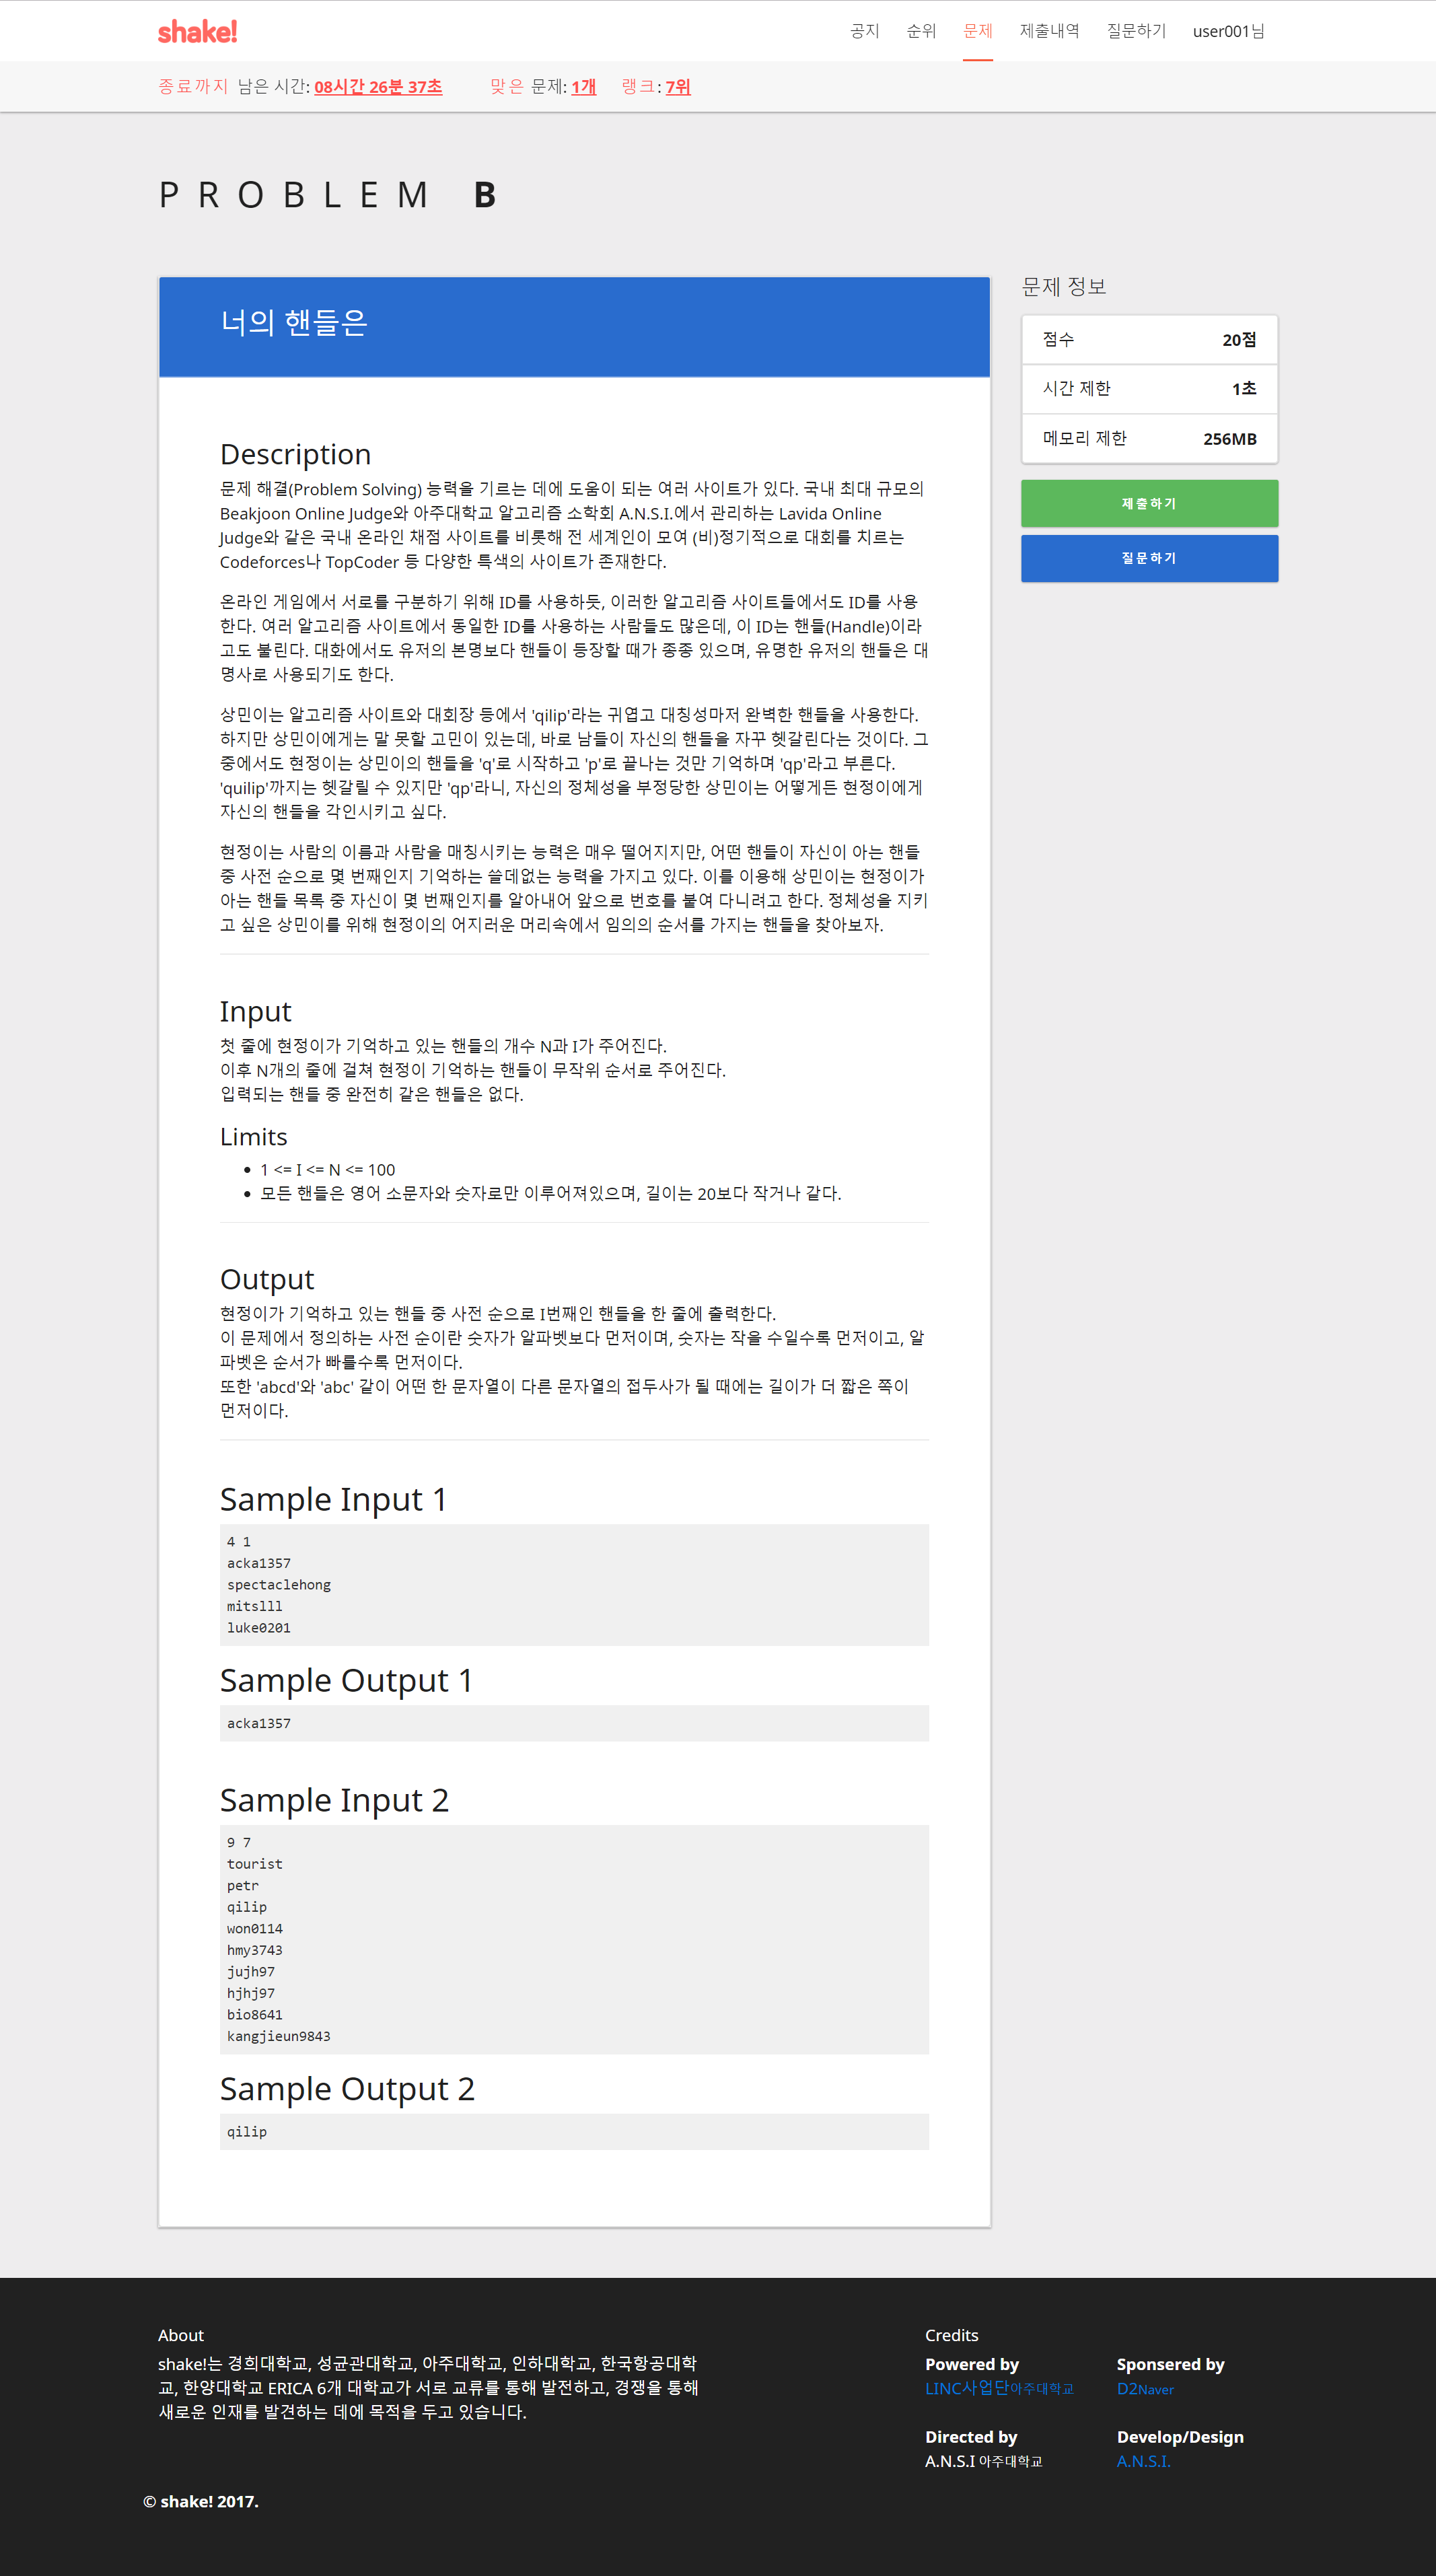 shake!
공지 순위 문제 제출내역 질문하기 user001님
종료까지 남은 시간: 08시간 26분 37초 맞은 문제: 1개 랭크: 7위
PROBLEM B
너의 핸들은
문제 정보
점수 20점
시간 제한 1초
메모리 제한 256MB
제출하기
질문하기
Description
문제 해결(Problem Solving) 능력을 기르는 데에 도움이 되는 여러 사이트가 있다. 국내 최대 규모의
Beakjoon Online Judge와 아주대학교 알고리즘 소학회 A.N.S.I.에서 관리하는 Lavida Online
Judge와 같은 국내 온라인 채점 사이트를 비롯해 전 세계인이 모여 (비)정기적으로 대회를 치르는
Codeforces나 TopCoder 등 다양한 특색의 사이트가 존재한다.
온라인 게임에서 서로를 구분하기 위해 ID를 사용하듯, 이러한 알고리즘 사이트들에서도 ID를 사용
한다. 여러 알고리즘 사이트에서 동일한 ID를 사용하는 사람들도 많은데, 이 ID는 핸들(Handle)이라
고도 불린다. 대화에서도 유저의 본명보다 핸들이 등장할 때가 종종 있으며, 유명한 유저의 핸들은 대
명사로 사용되기도 한다.
상민이는 알고리즘 사이트와 대회장 등에서 'qilip'라는 귀엽고 대칭성마저 완벽한 핸들을 사용한다.
하지만 상민이에게는 말 못할 고민이 있는데, 바로 남들이 자신의 핸들을 자꾸 헷갈린다는 것이다. 그
중에서도 현정이는 상민이의 핸들을 'q'로 시작하고 'p'로 끝나는 것만 기억하며 'qp'라고 부른다.
'quilip'까지는 헷갈릴 수 있지만 'qp'라니, 자신의 정체성을 부정당한 상민이는 어떻게든 현정이에게
자신의 핸들을 각인시키고 싶다.
현정이는 사람의 이름과 사람을 매칭시키는 능력은 매우 떨어지지만, 어떤 핸들이 자신이 아는 핸들
중 사전 순으로 몇 번째인지 기억하는 쓸데없는 능력을 가지고 있다. 이를 이용해 상민이는 현정이가
아는 핸들 목록 중 자신이 몇 번째인지를 알아내어 앞으로 번호를 붙여 다니려고 한다. 정체성을 지키
고 싶은 상민이를 위해 현정이의 어지러운 머리속에서 임의의 순서를 가지는 핸들을 찾아보자.
Input
첫 줄에 현정이가 기억하고 있는 핸들의 개수 N과 I가 주어진다.
이후 N개의 줄에 걸쳐 현정이 기억하는 핸들이 무작위 순서로 주어진다.
입력되는 핸들 중 완전히 같은 핸들은 없다.
Limits
• 1 <= I <= N <= 100
• 모든 핸들은 영어 소문자와 숫자로만 이루어져있으며, 길이는 20보다 작거나 같다.
Output
현정이가 기억하고 있는 핸들 중 사전 순으로 I번째인 핸들을 한 줄에 출력한다.
이 문제에서 정의하는 사전 순이란 숫자가 알파벳보다 먼저이며, 숫자는 작을 수일수록 먼저이고, 알
파벳은 순서가 빠를수록 먼저이다.
또한 'abcd'와 'abc' 같이 어떤 한 문자열이 다른 문자열의 접두사가 될 때에는 길이가 더 짧은 쪽이
먼저이다.
Sample Input 1
4 1
acka1357
spectaclehong
mitslll
luke0201
Sample Output 1
acka1357
Sample Input 2
9 7
tourist
petr
qilip
won0114
hmy3743
jujh97
hjhj97
bio8641
kangjieun9843
Sample Output 2
qilip
About
shake!는 경희대학교, 성균관대학교, 아주대학교, 인하대학교, 한국항공대학
교, 한양대학교 ERICA 6개 대학교가 서로 교류를 통해 발전하고, 경쟁을 통해
새로운 인재를 발견하는 데에 목적을 두고 있습니다.
Credits
Powered by Sponsered by
LINC사업단아주대학교 D2Naver
Directed by Develop/Design
A.N.S.I 아주대학교 A.N.S.I.
© shake! 2017.